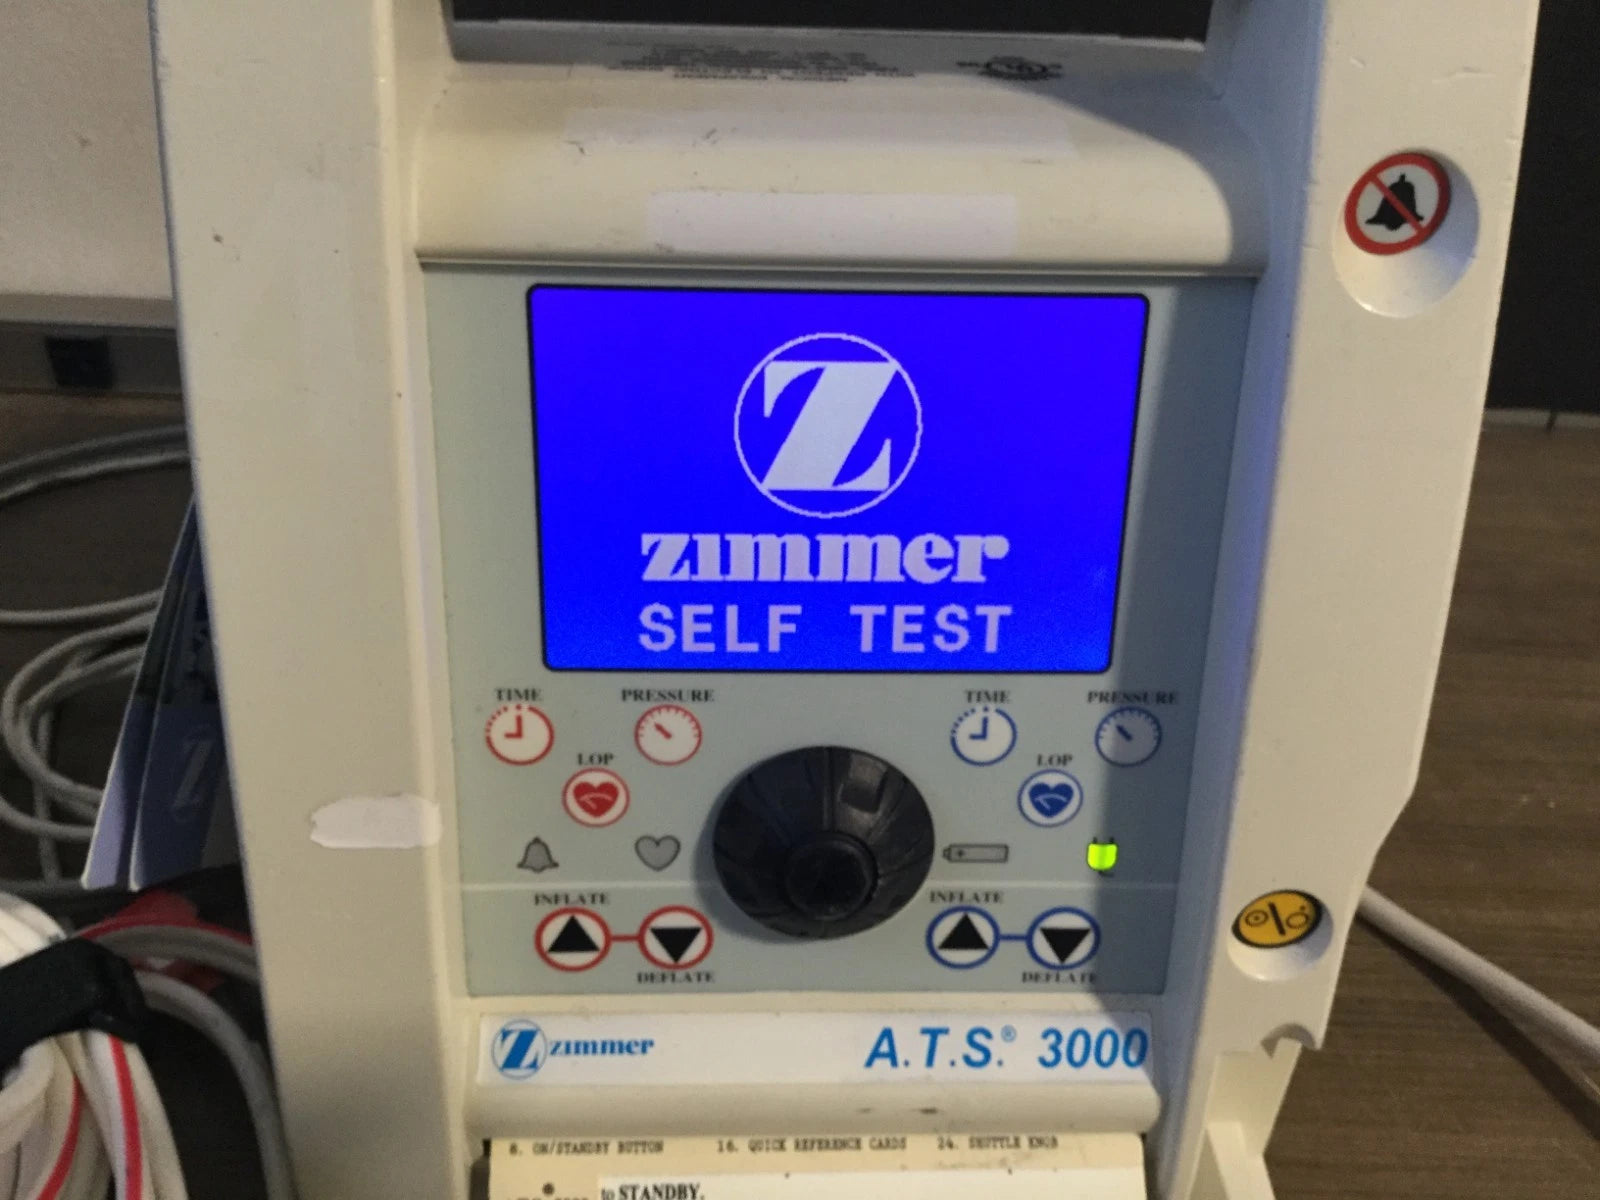 Z
zimmer
SELF TEST
TIME PRESSURE TIME PRESSURE
LOP LOP
INFLATE INFLATE
DEFLATE DEFLATE
Z zimmer A.T.S.® 3000
8. ON/STANDBY BUTTON 16. QUICK REFERENCE CARDS 24. SHUTTLE KNOB
to STANDBY.